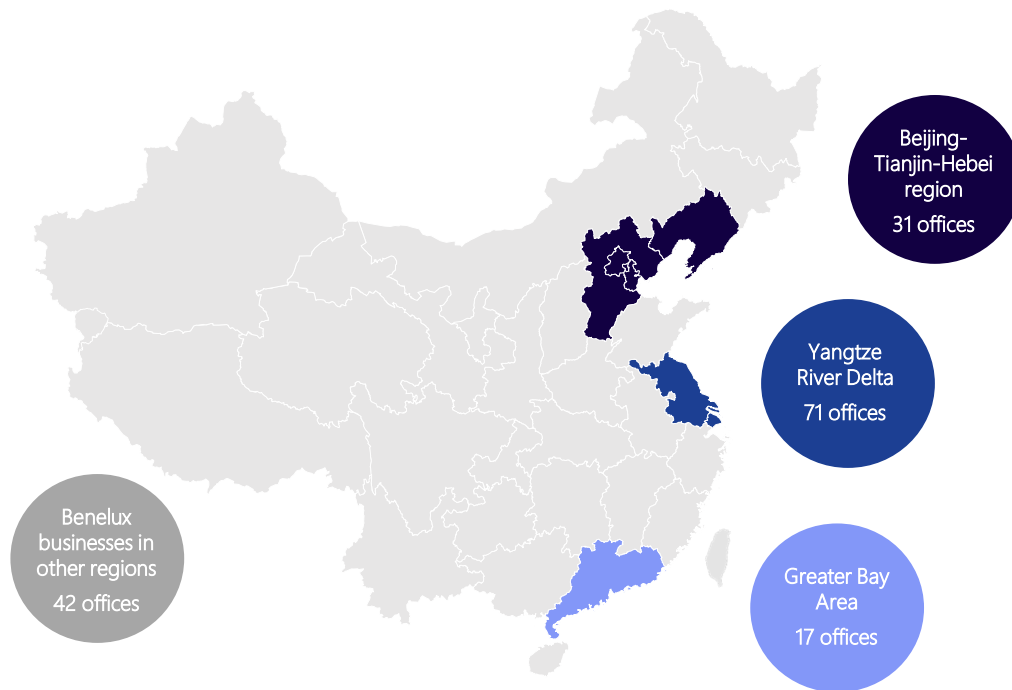 Beijing-
Tianjin-Hebei
region
31 offices
Yangtze
River Delta
71 offices
Benelux
businesses in
other regions
42 offices
Greater Bay
Area
17 offices